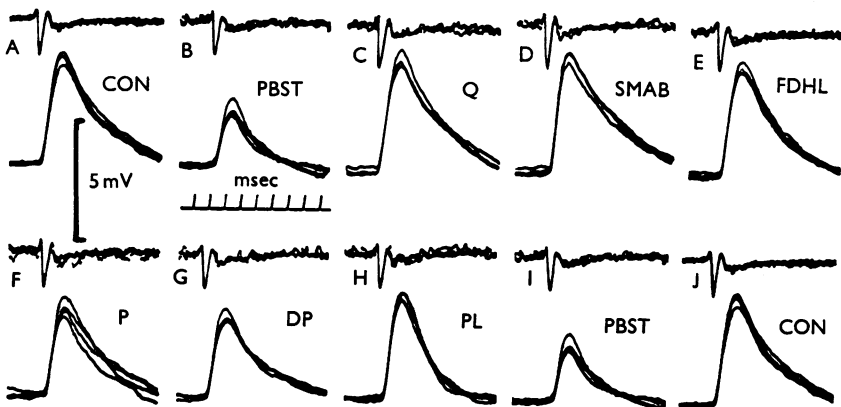 A CON
B PBST
C Q
D SMAB
E FDHL
5 mV
msec
F P
G DP
H PL
I PBST
J CON